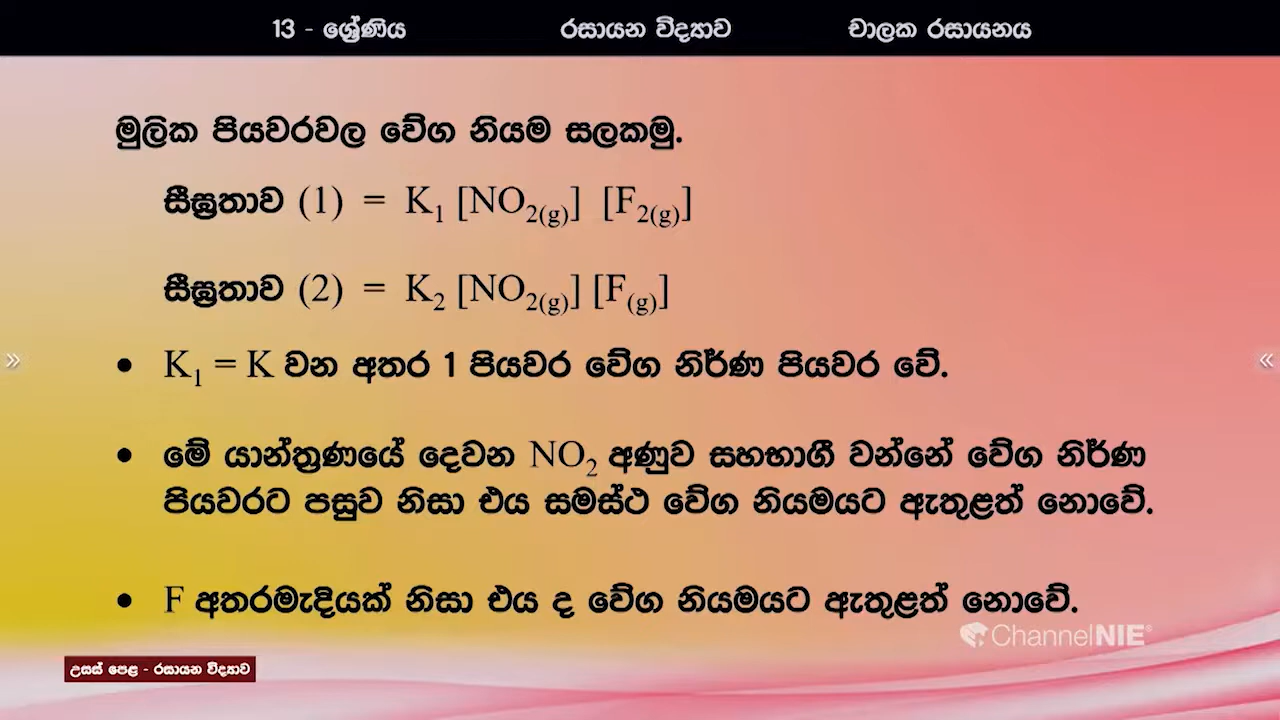 13 - ශ්‍රේණිය රසායන විද්‍යාව චාලක රසායනය
මූලික පියවරවල වේග නියම සලකමු.
සීඝ්‍රතාව (1) = K₁ [NO₂₍g₎] [F₂₍g₎]
සීඝ්‍රතාව (2) = K₂ [NO₂₍g₎] [F₍g₎]
• K₁ = K වන අතර 1 පියවර වේග නිර්ණ පියවර වේ.
• මේ යාන්ත්‍රණයේ දෙවන NO₂ අණුව සහභාගී වන්නේ වේග නිර්ණ
පියවරට පසුව නිසා එය සමස්ථ වේග නියමයට ඇතුළත් නොවේ.
• F අතරමැදියක් නිසා එය ද වේග නියමයට ඇතුළත් නොවේ.
ChannelNIE
උසස් පෙළ - රසායන විද්‍යාව